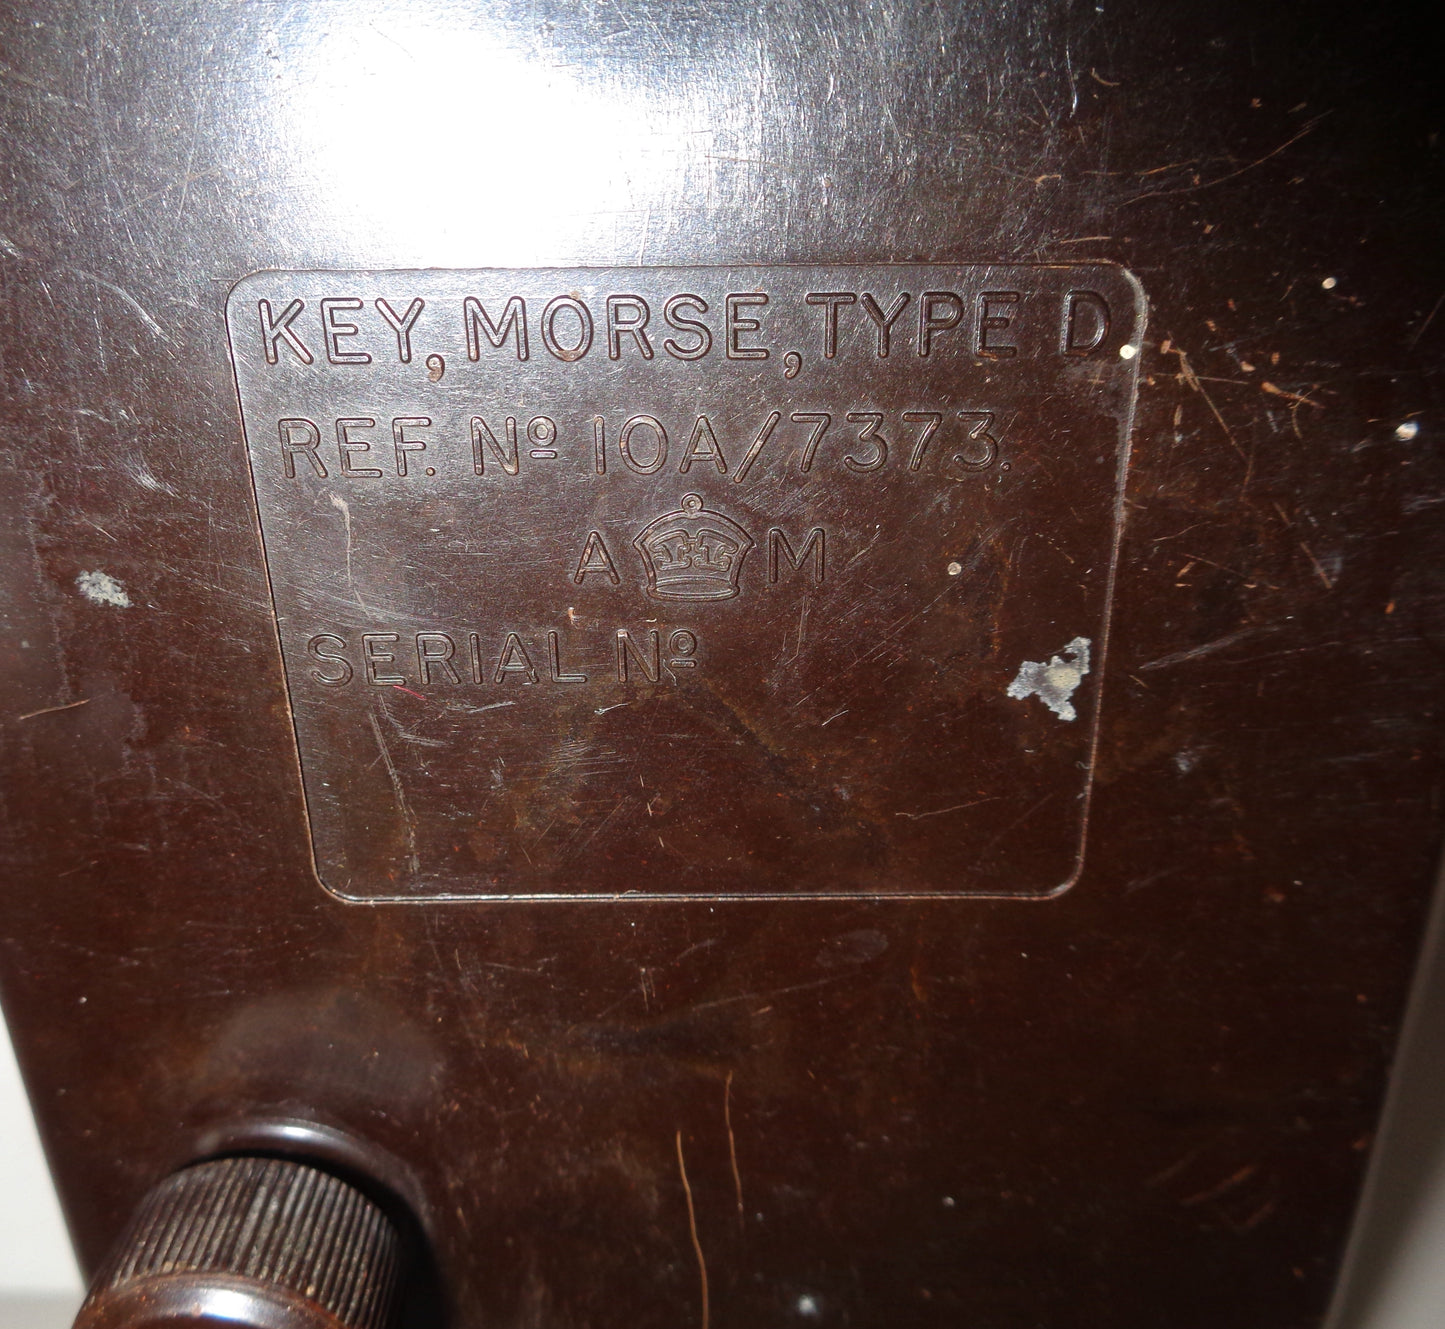 KEY, MORSE, TYPE D
REF. Nº 10A/7373.
A M
SERIAL Nº